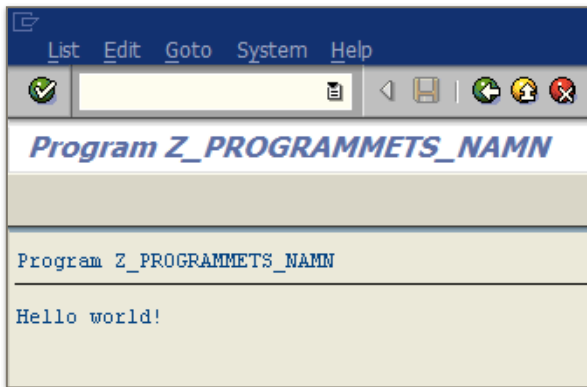 List Edit Goto System Help
Program Z_PROGRAMMETS_NAMN
Program Z_PROGRAMMETS_NAMN
Hello world!